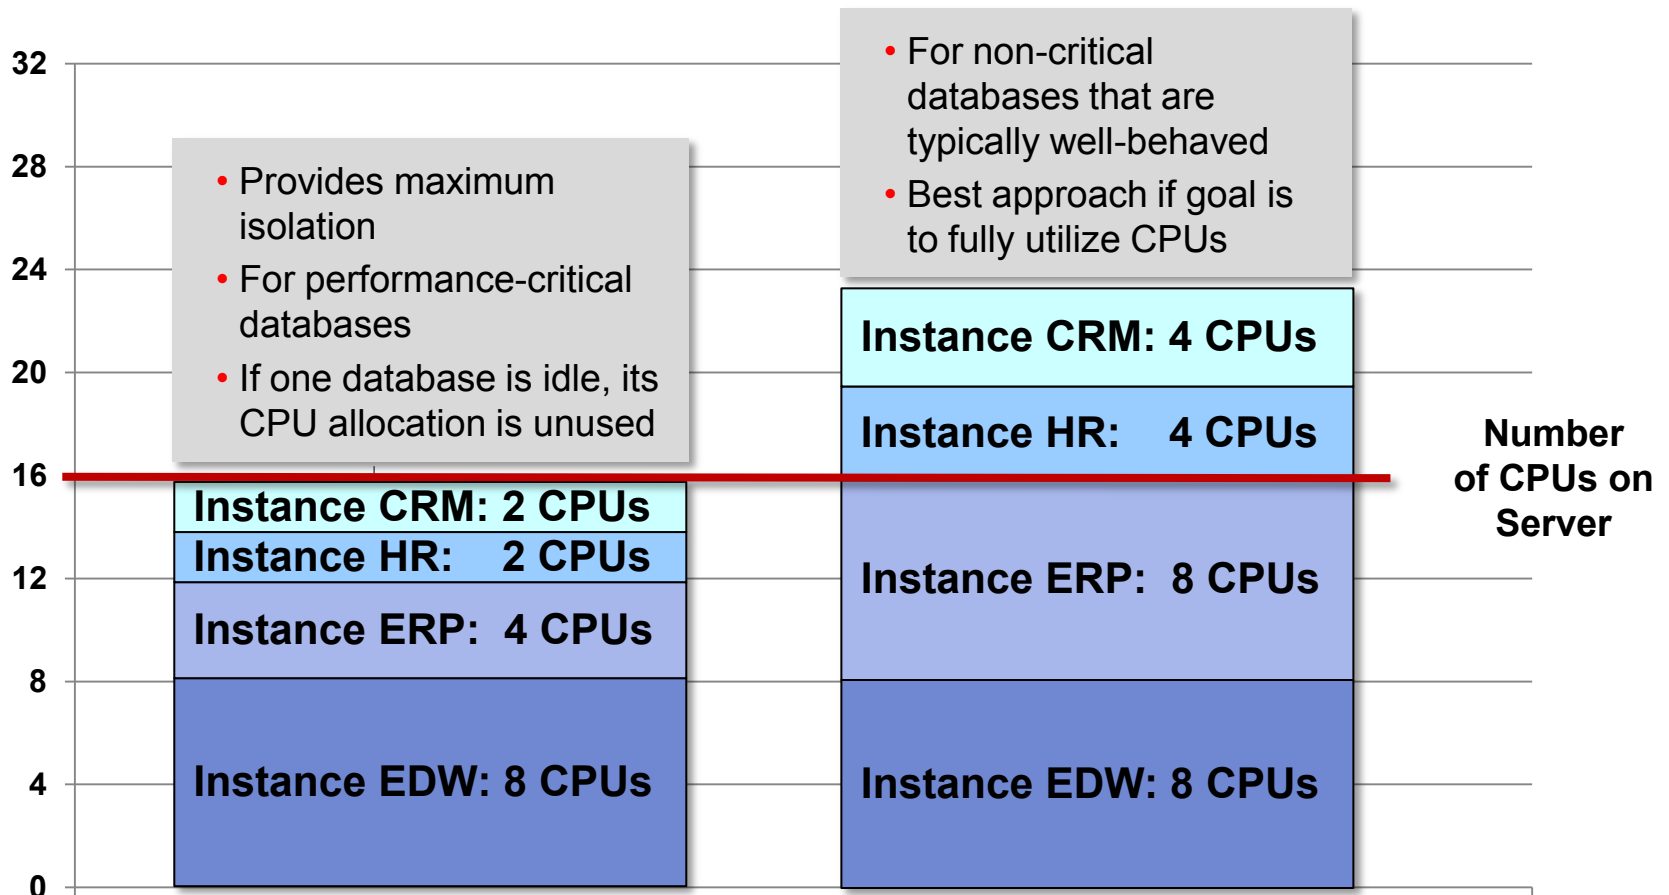 32
28
24
20
16
12
8
4
0
• Provides maximum
isolation
• For performance-critical
databases
• If one database is idle, its
CPU allocation is unused
Instance CRM: 2 CPUs
Instance HR: 2 CPUs
Instance ERP: 4 CPUs
Instance EDW: 8 CPUs
• For non-critical
databases that are
typically well-behaved
• Best approach if goal is
to fully utilize CPUs
Instance CRM: 4 CPUs
Instance HR: 4 CPUs
Instance ERP: 8 CPUs
Instance EDW: 8 CPUs
Number
of CPUs on
Server